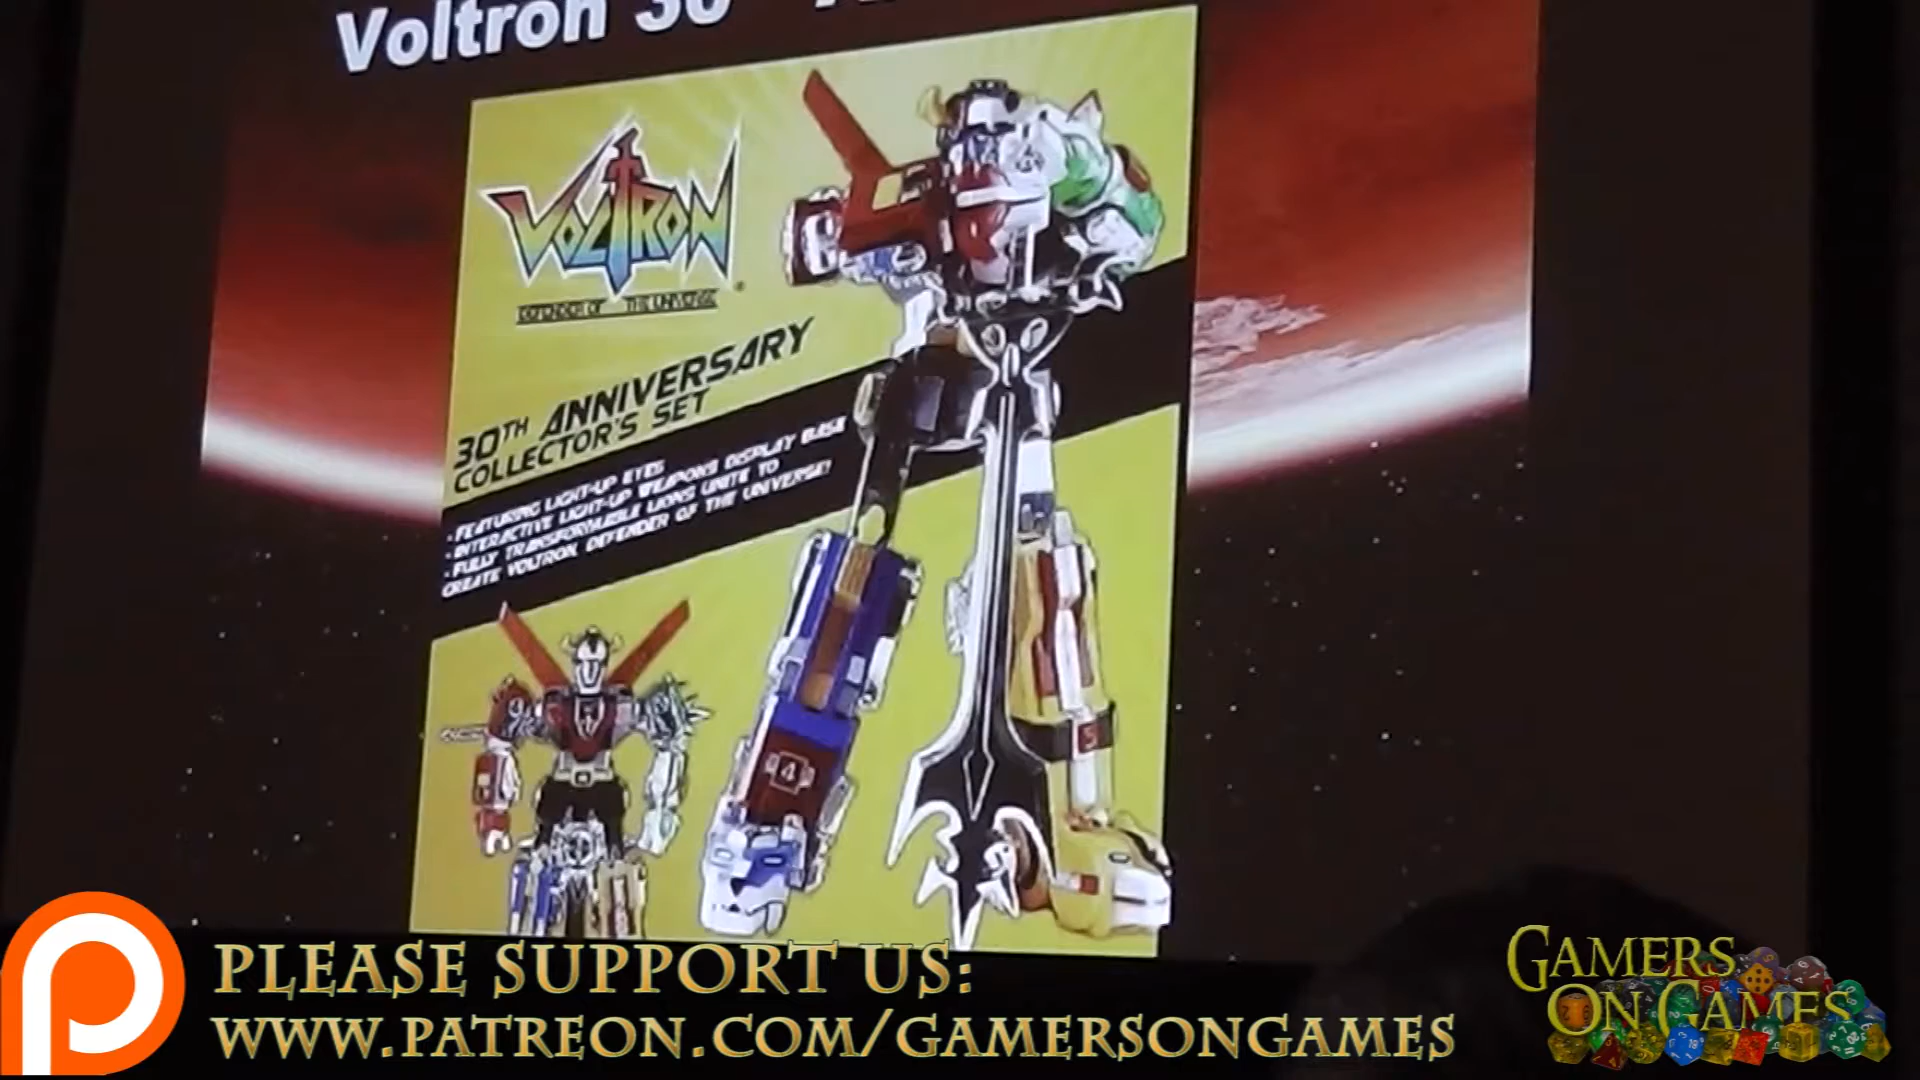 Voltron 30
VOLTRON
DEFENDER OF THE UNIVERSE
30TH ANNIVERSARY
COLLECTOR'S SET
• FEATURING LIGHT-UP EYES
• INTERACTIVE LIGHT-UP WEAPONS DISPLAY BASE
• FULLY TRANSFORMABLE LIONS UNITE TO
CREATE VOLTRON, DEFENDER OF THE UNIVERSE!
4
5
PLEASE SUPPORT US:
WWW.PATREON.COM/GAMERSONGAMES
GAMERS
ON GAMES